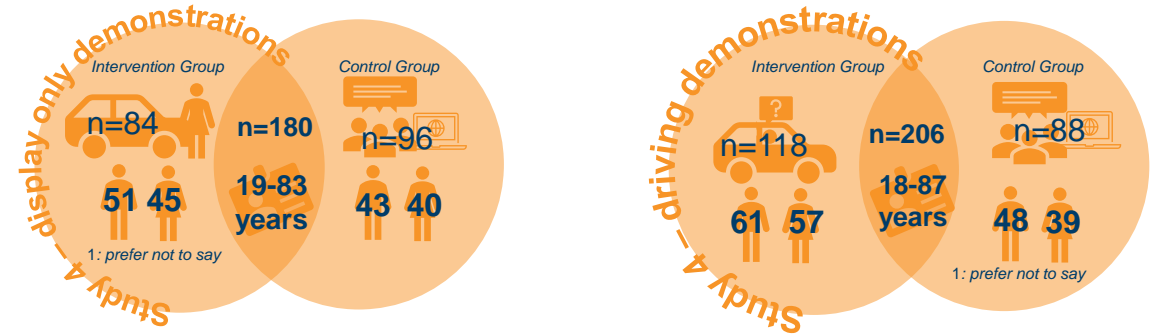 Study 4 – display only demonstrations
Intervention Group
Control Group
n=84
n=180
n=96
19-83
years
51 45
43 40
1: prefer not to say
Study 4 – driving demonstrations
Intervention Group
Control Group
?
n=118
n=206
n=88
18-87
years
61 57
48 39
1: prefer not to say